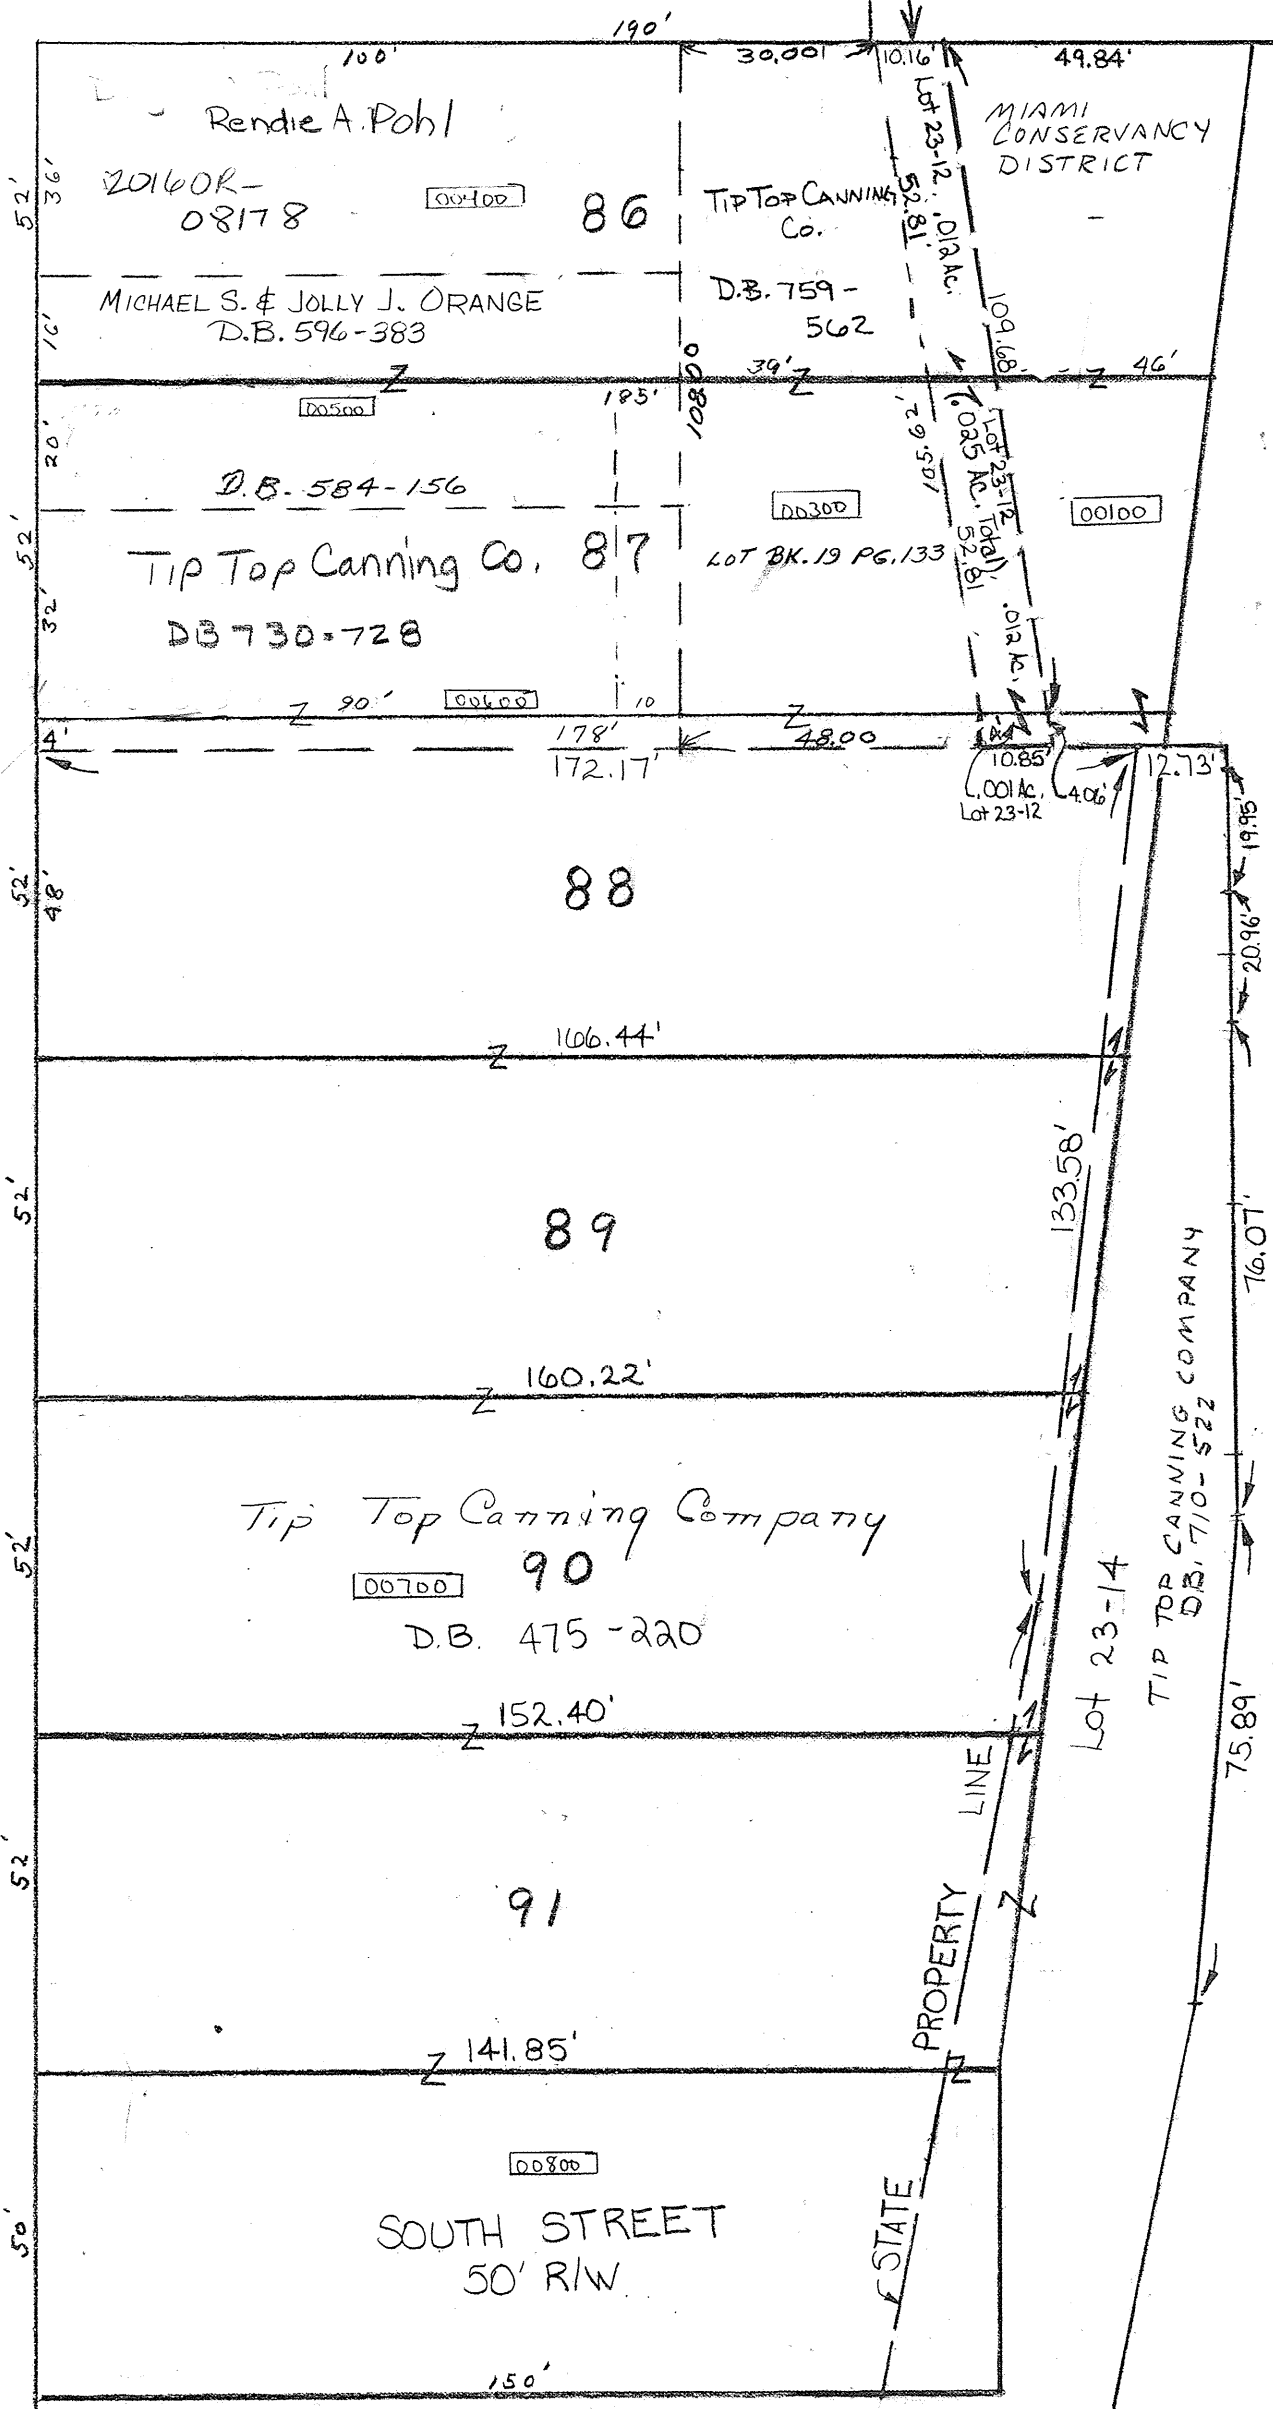 190'
100'
30.001
10.16'
49.84'
Rendie A. Pohl
20160R-
08178
00400
86
52'
36'
TIP TOP CANNING
Co.
D.B. 759-
562
Lot 23-12
.012 Ac.
52.81'
109.68'
MIAMI
CONSERVANCY
DISTRICT
MICHAEL S. & JOLLY J. ORANGE
D.B. 596-383
16'
Z
39'
Z
Z
46'
00500
185'
108.00
20'
D.B. 584-156
52'
Tip Top Canning Co. 87
DB 730-728
32'
00300
LOT BK. 19 PG. 133
105.62'
Lot 23-12
(.025 AC. Total)
52.81
.012 Ac.
00100
Z
90'
00600
10
Z
4'
178'
172.17'
48.00
10.85'
.001 Ac.
Lot 23-12
4.06'
12.73'
19.95'
20.96'
52'
48'
88
Z
166.44'
52'
89
133.58'
76.07'
Z
160.22'
52'
Tip Top Canning Company
00700
90
D.B. 475-220
Lot 23-14
TIP TOP CANNING COMPANY
D.B. 710-522
75.89'
Z
152.40'
52'
91
STATE PROPERTY LINE
Z
Z
141.85'
Z
00800
50'
SOUTH STREET
50' R/W
150'